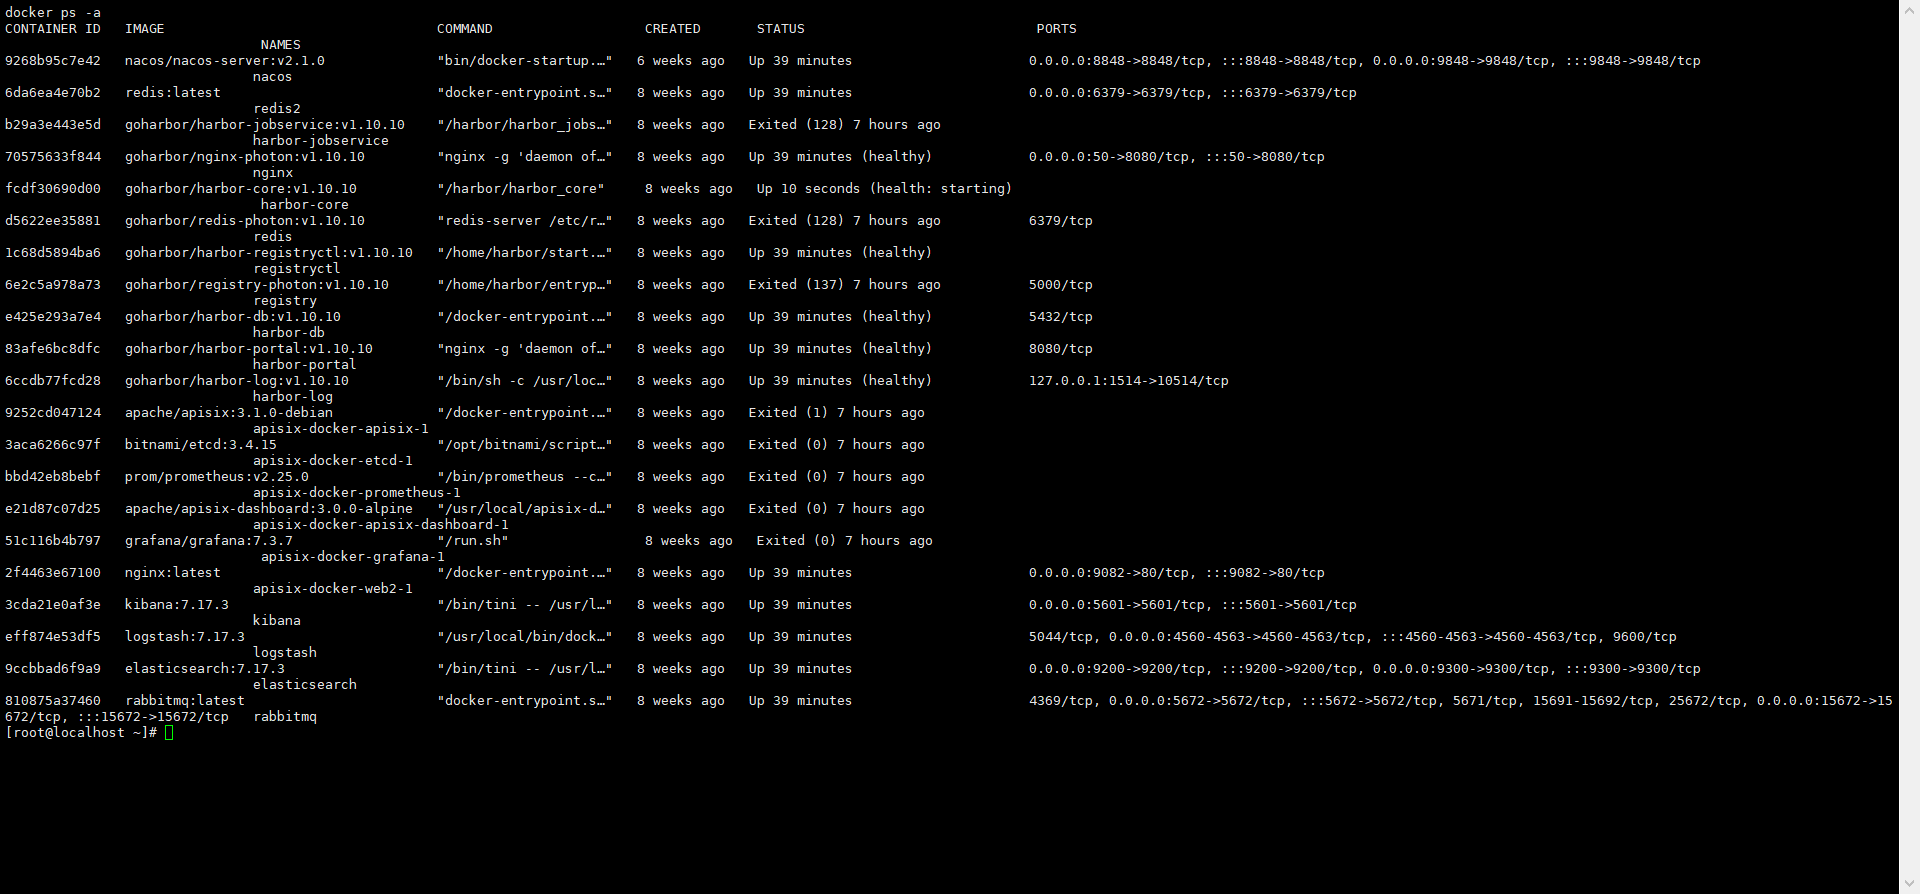 docker ps -a
CONTAINER ID   IMAGE                                  COMMAND                   CREATED       STATUS                             PORTS
                                NAMES
9268b95c7e42   nacos/nacos-server:v2.1.0              "bin/docker-startup.…"   6 weeks ago   Up 39 minutes                      0.0.0.0:8848->8848/tcp, :::8848->8848/tcp, 0.0.0.0:9848->9848/tcp, :::9848->9848/tcp
                               nacos
6da6ea4e70b2   redis:latest                           "docker-entrypoint.s…"   8 weeks ago   Up 39 minutes                      0.0.0.0:6379->6379/tcp, :::6379->6379/tcp
                               redis2
b29a3e443e5d   goharbor/harbor-jobservice:v1.10.10    "/harbor/harbor_jobs…"   8 weeks ago   Exited (128) 7 hours ago
                               harbor-jobservice
70575633f844   goharbor/nginx-photon:v1.10.10         "nginx -g 'daemon of…"   8 weeks ago   Up 39 minutes (healthy)            0.0.0.0:50->8080/tcp, :::50->8080/tcp
                               nginx
fcdf30690d00   goharbor/harbor-core:v1.10.10          "/harbor/harbor_core"     8 weeks ago   Up 10 seconds (health: starting)
                                harbor-core
d5622ee35881   goharbor/redis-photon:v1.10.10         "redis-server /etc/r…"   8 weeks ago   Exited (128) 7 hours ago           6379/tcp
                               redis
1c68d5894ba6   goharbor/harbor-registryctl:v1.10.10   "/home/harbor/start.…"   8 weeks ago   Up 39 minutes (healthy)
                               registryctl
6e2c5a978a73   goharbor/registry-photon:v1.10.10      "/home/harbor/entryp…"   8 weeks ago   Exited (137) 7 hours ago           5000/tcp
                               registry
e425e293a7e4   goharbor/harbor-db:v1.10.10            "/docker-entrypoint.…"   8 weeks ago   Up 39 minutes (healthy)            5432/tcp
                               harbor-db
83afe6bc8dfc   goharbor/harbor-portal:v1.10.10        "nginx -g 'daemon of…"   8 weeks ago   Up 39 minutes (healthy)            8080/tcp
                               harbor-portal
6ccdb77fcd28   goharbor/harbor-log:v1.10.10           "/bin/sh -c /usr/loc…"   8 weeks ago   Up 39 minutes (healthy)            127.0.0.1:1514->10514/tcp
                               harbor-log
9252cd047124   apache/apisix:3.1.0-debian             "/docker-entrypoint.…"   8 weeks ago   Exited (1) 7 hours ago
                               apisix-docker-apisix-1
3aca6266c97f   bitnami/etcd:3.4.15                    "/opt/bitnami/script…"   8 weeks ago   Exited (0) 7 hours ago
                               apisix-docker-etcd-1
bbd42eb8bebf   prom/prometheus:v2.25.0                "/bin/prometheus --c…"   8 weeks ago   Exited (0) 7 hours ago
                               apisix-docker-prometheus-1
e21d87c07d25   apache/apisix-dashboard:3.0.0-alpine   "/usr/local/apisix-d…"   8 weeks ago   Exited (0) 7 hours ago
                               apisix-docker-apisix-dashboard-1
51c116b4b797   grafana/grafana:7.3.7                  "/run.sh"                 8 weeks ago   Exited (0) 7 hours ago
                                apisix-docker-grafana-1
2f4463e67100   nginx:latest                           "/docker-entrypoint.…"   8 weeks ago   Up 39 minutes                      0.0.0.0:9082->80/tcp, :::9082->80/tcp
                               apisix-docker-web2-1
3cda21e0af3e   kibana:7.17.3                          "/bin/tini -- /usr/l…"   8 weeks ago   Up 39 minutes                      0.0.0.0:5601->5601/tcp, :::5601->5601/tcp
                               kibana
eff874e53df5   logstash:7.17.3                        "/usr/local/bin/dock…"   8 weeks ago   Up 39 minutes                      5044/tcp, 0.0.0.0:4560-4563->4560-4563/tcp, :::4560-4563->4560-4563/tcp, 9600/tcp
                               logstash
9ccbbad6f9a9   elasticsearch:7.17.3                   "/bin/tini -- /usr/l…"   8 weeks ago   Up 39 minutes                      0.0.0.0:9200->9200/tcp, :::9200->9200/tcp, 0.0.0.0:9300->9300/tcp, :::9300->9300/tcp
                               elasticsearch
810875a37460   rabbitmq:latest                        "docker-entrypoint.s…"   8 weeks ago   Up 39 minutes                      4369/tcp, 0.0.0.0:5672->5672/tcp, :::5672->5672/tcp, 5671/tcp, 15691-15692/tcp, 25672/tcp, 0.0.0.0:15672->15
672/tcp, :::15672->15672/tcp   rabbitmq
[root@localhost ~]#